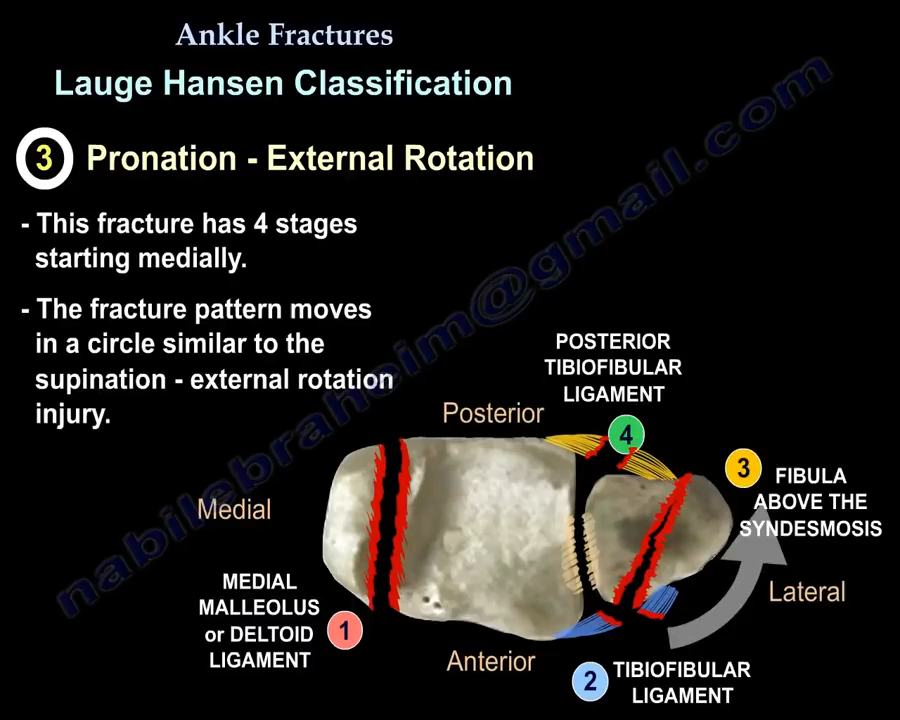 Ankle Fractures
Lauge Hansen Classification
3 Pronation - External Rotation
- This fracture has 4 stages
starting medially.
- The fracture pattern moves
in a circle similar to the
supination - external rotation
injury.
POSTERIOR
TIBIOFIBULAR
LIGAMENT
4
Posterior
3
FIBULA
ABOVE THE
SYNDESMOSIS
Medial
Lateral
MEDIAL
MALLEOLUS
or DELTOID
LIGAMENT
1
Anterior
2
TIBIOFIBULAR
LIGAMENT
nabilebraheim@gmail.com